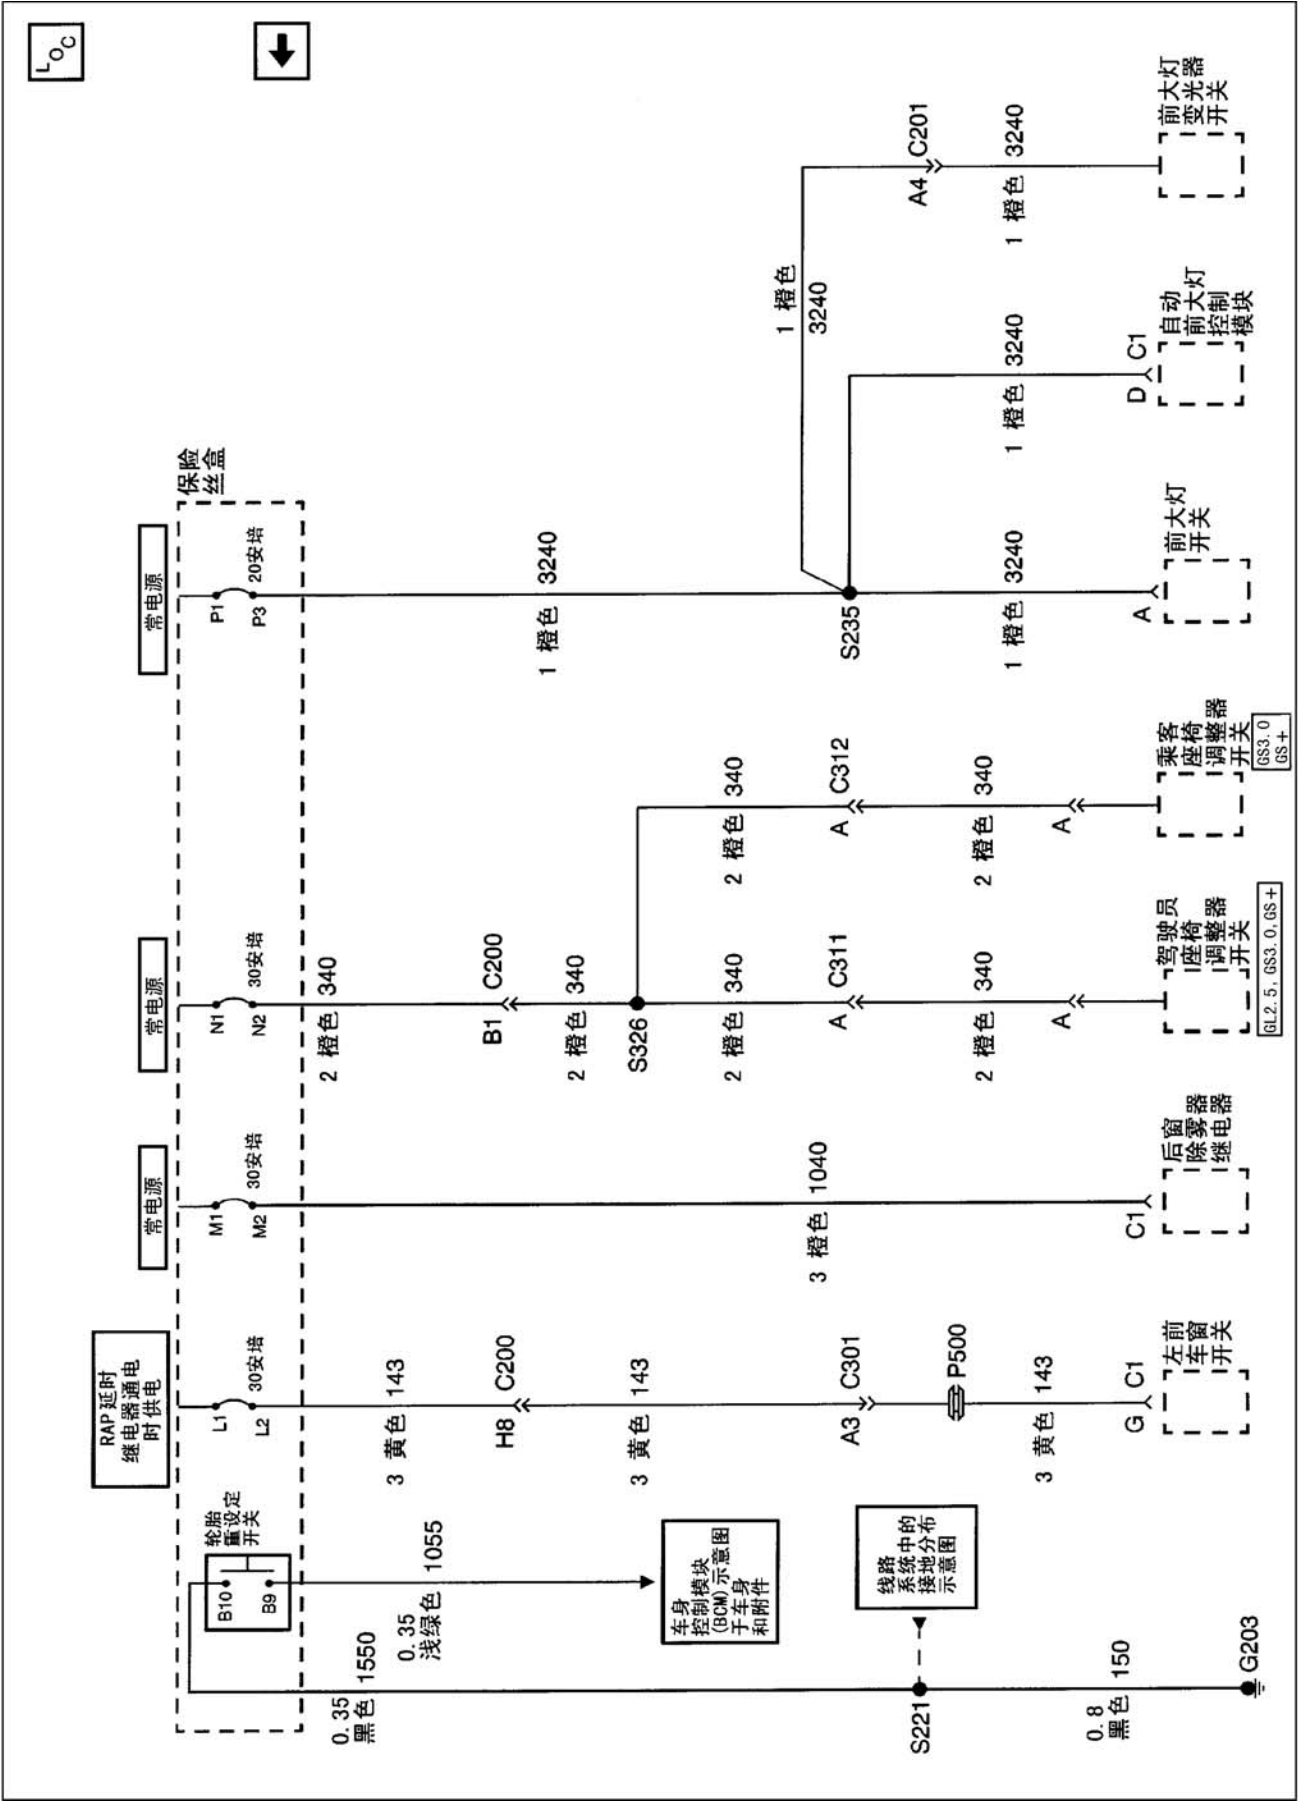 LOC
RAP 延时
继电器通电
时供电
常电源
常电源
常电源
保险
丝盒
轮胎
重设定
开关
B10
B9
L1
L2
30安培
M1
M2
30安培
N1
N2
30安培
P1
P3
20安培
0.35
黑色
1550
0.35
浅绿色
1055
3 黄色
143
2 橙色
340
1 橙色
3240
H8
C200
B1
C200
3 黄色
143
2 橙色
340
S326
车身
控制模块
(BCM)示意图
于车身
和附件
2 橙色
340
2 橙色
340
3 橙色
1040
1 橙色
3240
A3
C301
A
C311
A
C312
S235
A4
C201
线路
系统中的
接地分布
示意图
S221
P500
2 橙色
340
2 橙色
340
3 黄色
143
1 橙色
3240
1 橙色
3240
1 橙色
3240
A
A
0.8
黑色
150
G
C1
C1
A
D
C1
G203
左前
车窗
开关
后窗
除雾器
继电器
驾驶员
座椅
调整器
开关
GL2.5, GS3.0, GS+
乘客
座椅
调整器
开关
GS3.0
GS+
前大灯
开关
自动
前大灯
控制
模块
前大灯
变光器
开关